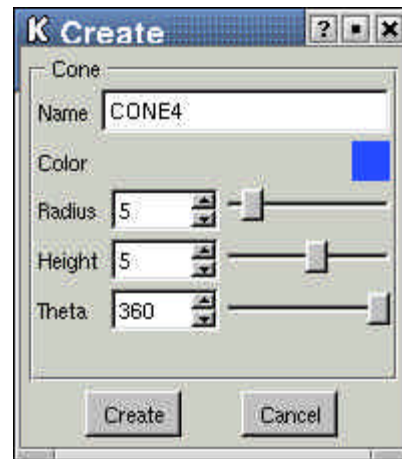 K Create ?
Cone
Name CONE4
Color
Radius 5
Height 5
Theta 360
Create Cancel